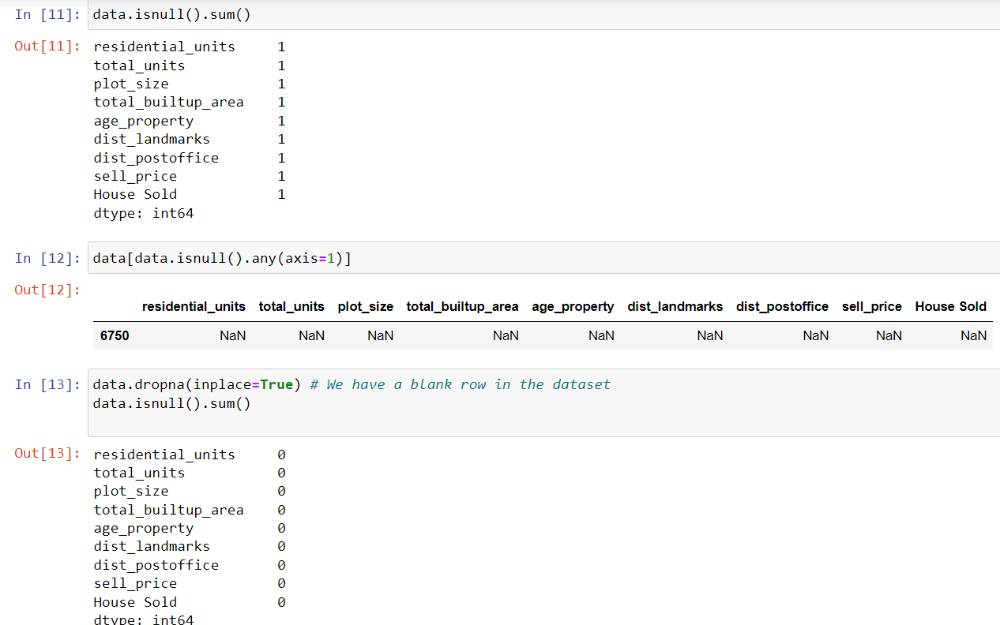 In [11]: data.isnull().sum()
Out[11]: residential_units 1
total_units 1
plot_size 1
total_builtup_area 1
age_property 1
dist_landmarks 1
dist_postoffice 1
sell_price 1
House Sold 1
dtype: int64
In [12]: data[data.isnull().any(axis=1)]
Out[12]:
residential_units total_units plot_size total_builtup_area age_property dist_landmarks dist_postoffice sell_price House Sold
6750 NaN NaN NaN NaN NaN NaN NaN NaN NaN
In [13]: data.dropna(inplace=True) # We have a blank row in the dataset
data.isnull().sum()
Out[13]: residential_units 0
total_units 0
plot_size 0
total_builtup_area 0
age_property 0
dist_landmarks 0
dist_postoffice 0
sell_price 0
House Sold 0
dtype: int64